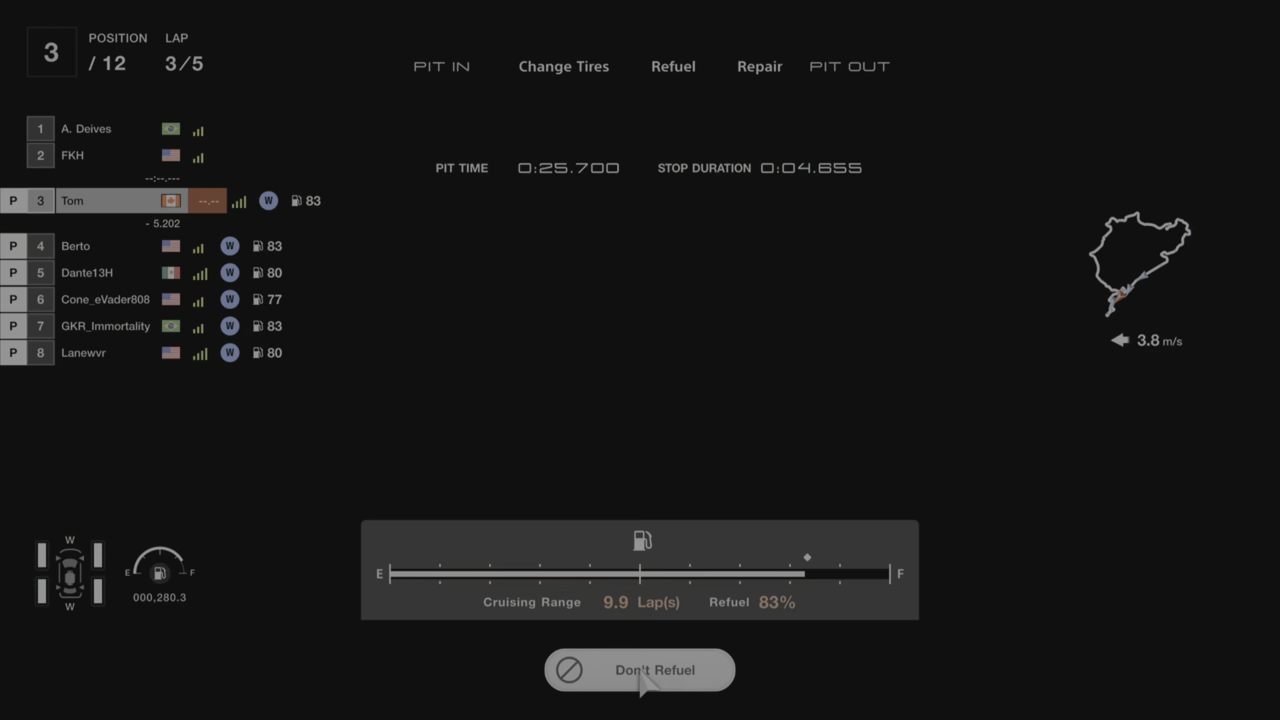 3 POSITION LAP
/ 12 3/5
PIT IN Change Tires Refuel Repair PIT OUT
1 A. Deives
2 FKH
--:--.---
PIT TIME 0:25.700 STOP DURATION 0:04.655
P 3 Tom --.-- W 83
- 5.202
P 4 Berto W 83
P 5 Dante13H W 80
P 6 Cone_eVader808 W 77
P 7 GKR_Immortality W 83
P 8 Lanewvr W 80
3.8 m/s
W
E F
W
000,280.3
E F
Cruising Range 9.9 Lap(s) Refuel 83%
Don't Refuel